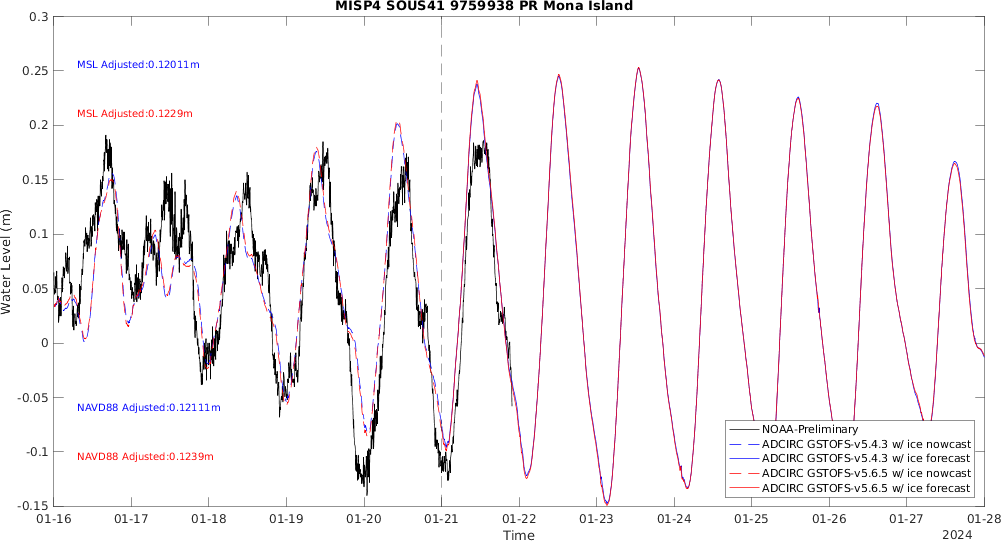 MISP4 SOUS41 9759938 PR Mona Island
0.3
0.25
0.2
0.15
0.1
0.05
0
-0.05
-0.1
-0.15
Water Level (m)
MSL Adjusted:0.12011m
MSL Adjusted:0.1229m
NAVD88 Adjusted:0.12111m
NAVD88 Adjusted:0.1239m
NOAA-Preliminary
ADCIRC GSTOFS-v5.4.3 w/ ice nowcast
ADCIRC GSTOFS-v5.4.3 w/ ice forecast
ADCIRC GSTOFS-v5.6.5 w/ ice nowcast
ADCIRC GSTOFS-v5.6.5 w/ ice forecast
01-16 01-17 01-18 01-19 01-20 01-21 01-22 01-23 01-24 01-25 01-26 01-27 01-28
Time
2024